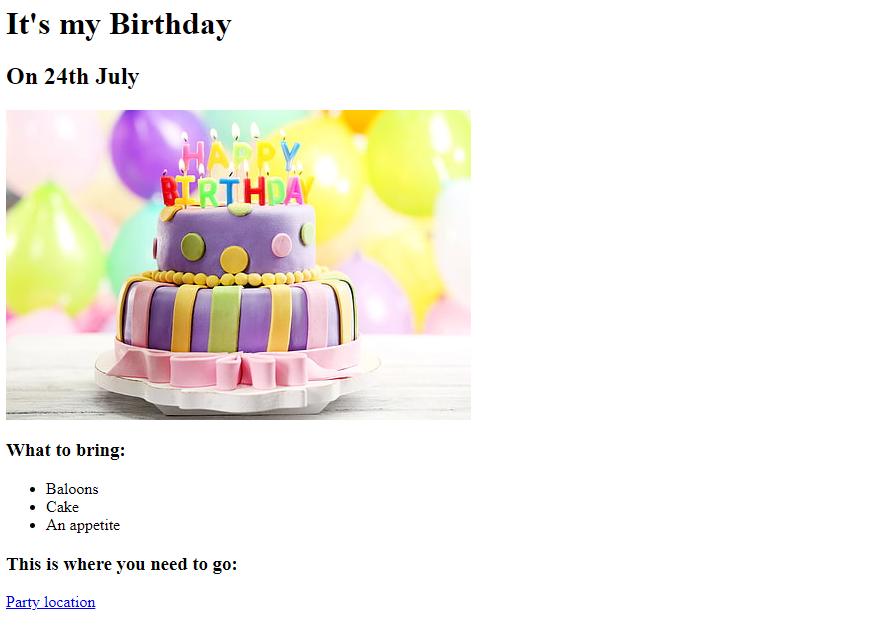 It's my Birthday
On 24th July
HAPPY
BIRTHDAY
What to bring:
Baloons
Cake
An appetite
This is where you need to go:
Party location